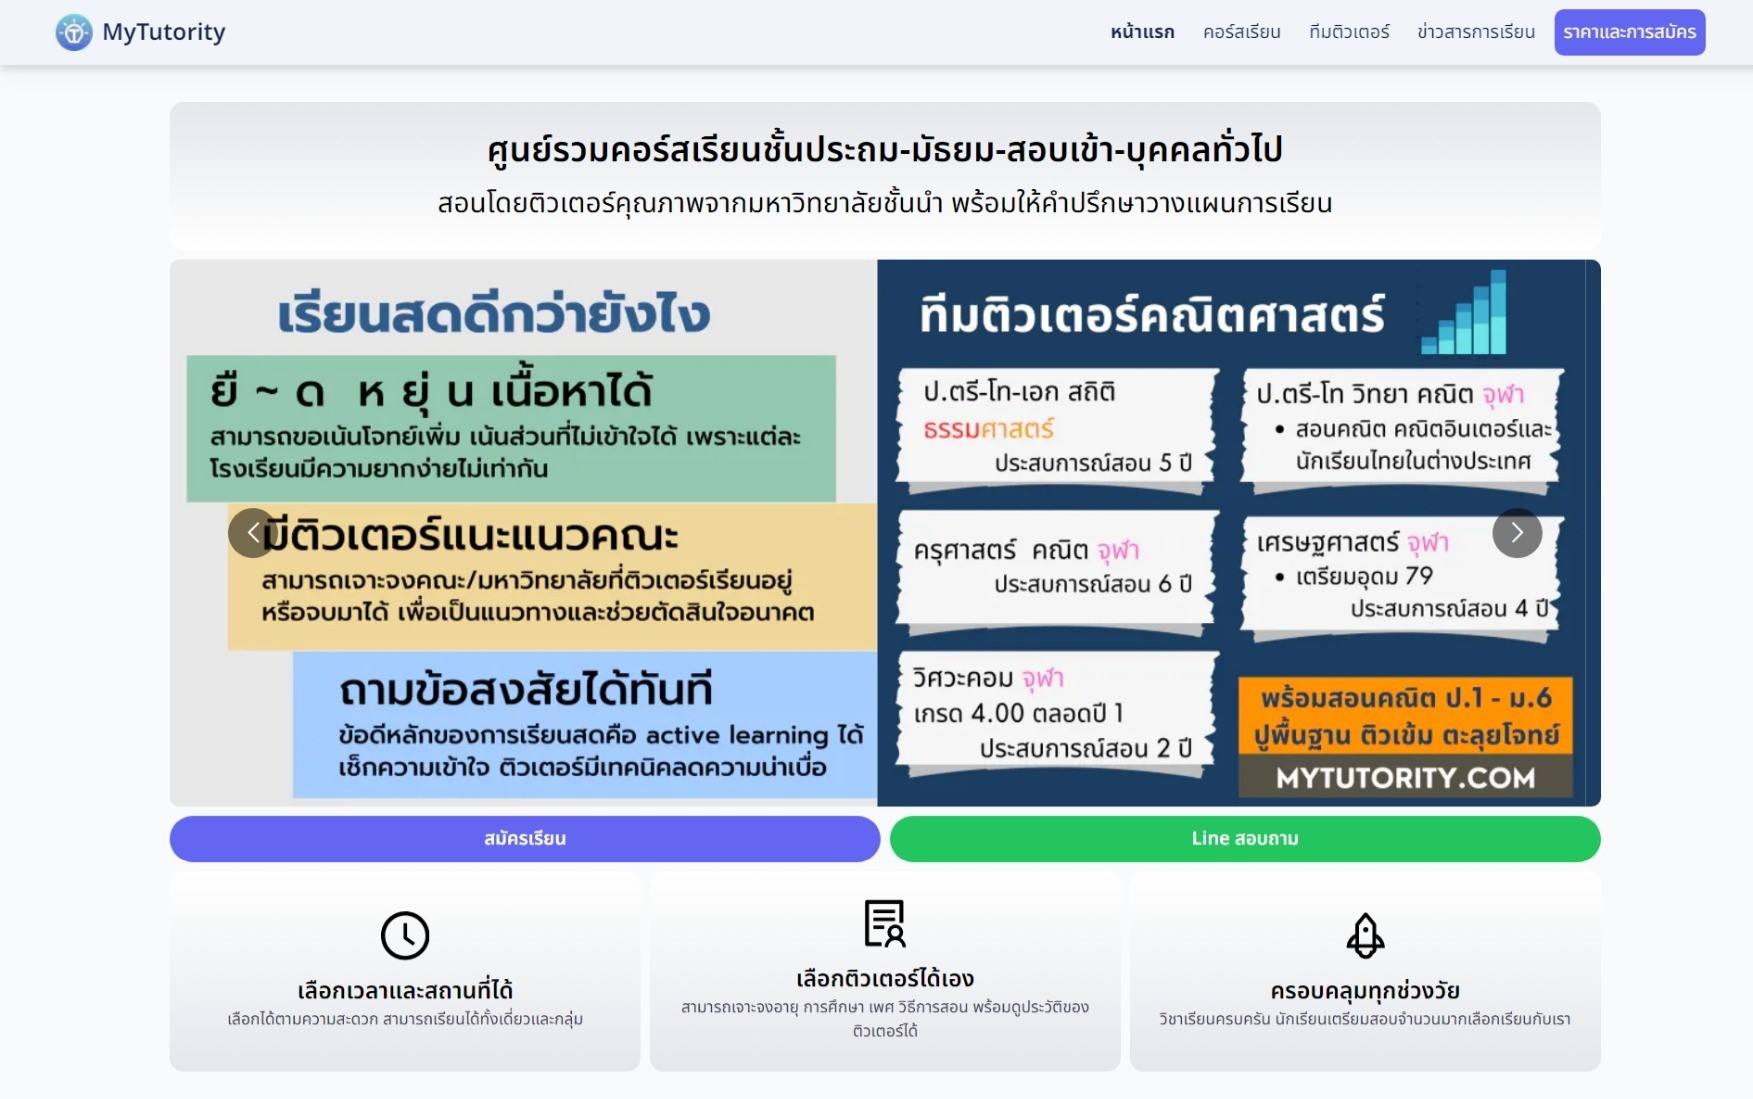 MyTutority
หน้าแรก
คอร์สเรียน
ทีมติวเตอร์
ข่าวสารการเรียน
ราคาและการสมัคร
ศูนย์รวมคอร์สเรียนชั้นประถม-มัธยม-สอบเข้า-บุคคลทั่วไป
สอนโดยติวเตอร์คุณภาพจากมหาวิทยาลัยชั้นนำ พร้อมให้คำปรึกษาวางแผนการเรียน
เรียนสดดีกว่ายังไง
ยื ~ ด ห ยุ่ น เนื้อหาได้
สามารถขอเน้นโจทย์เพิ่ม เน้นส่วนที่ไม่เข้าใจได้ เพราะแต่ละ
โรงเรียนมีความยากง่ายไม่เท่ากัน
มีติวเตอร์แนะแนวคณะ
สามารถเจาะจงคณะ/มหาวิทยาลัยที่ติวเตอร์เรียนอยู่
หรือจบมาได้ เพื่อเป็นแนวทางและช่วยตัดสินใจอนาคต
ถามข้อสงสัยได้ทันที
ข้อดีหลักของการเรียนสดคือ active learning ได้
เช็กความเข้าใจ ติวเตอร์มีเทคนิคลดความน่าเบื่อ
ทีมติวเตอร์คณิตศาสตร์
ป.ตรี-โท-เอก สถิติ
ธรรมศาสตร์
ประสบการณ์สอน 5 ปี
ป.ตรี-โท วิทยา คณิต จุฬา
• สอนคณิต คณิตอินเตอร์และ
นักเรียนไทยในต่างประเทศ
ครุศาสตร์ คณิต จุฬา
ประสบการณ์สอน 6 ปี
เศรษฐศาสตร์ จุฬา
• เตรียมอุดม 79
ประสบการณ์สอน 4 ปี
วิศวะคอม จุฬา
เกรด 4.00 ตลอดปี 1
ประสบการณ์สอน 2 ปี
พร้อมสอนคณิต ป.1 - ม.6
ปูพื้นฐาน ติวเข้ม ตะลุยโจทย์
MYTUTORITY.COM
สมัครเรียน
Line สอบถาม
เลือกเวลาและสถานที่ได้
เลือกได้ตามความสะดวก สามารถเรียนได้ทั้งเดี่ยวและกลุ่ม
เลือกติวเตอร์ได้เอง
สามารถเจาะจงอายุ การศึกษา เพศ วิธีการสอน พร้อมดูประวัติของ
ติวเตอร์ได้
ครอบคลุมทุกช่วงวัย
วิชาเรียนครบครัน นักเรียนเตรียมสอบจำนวนมากเลือกเรียนกับเรา